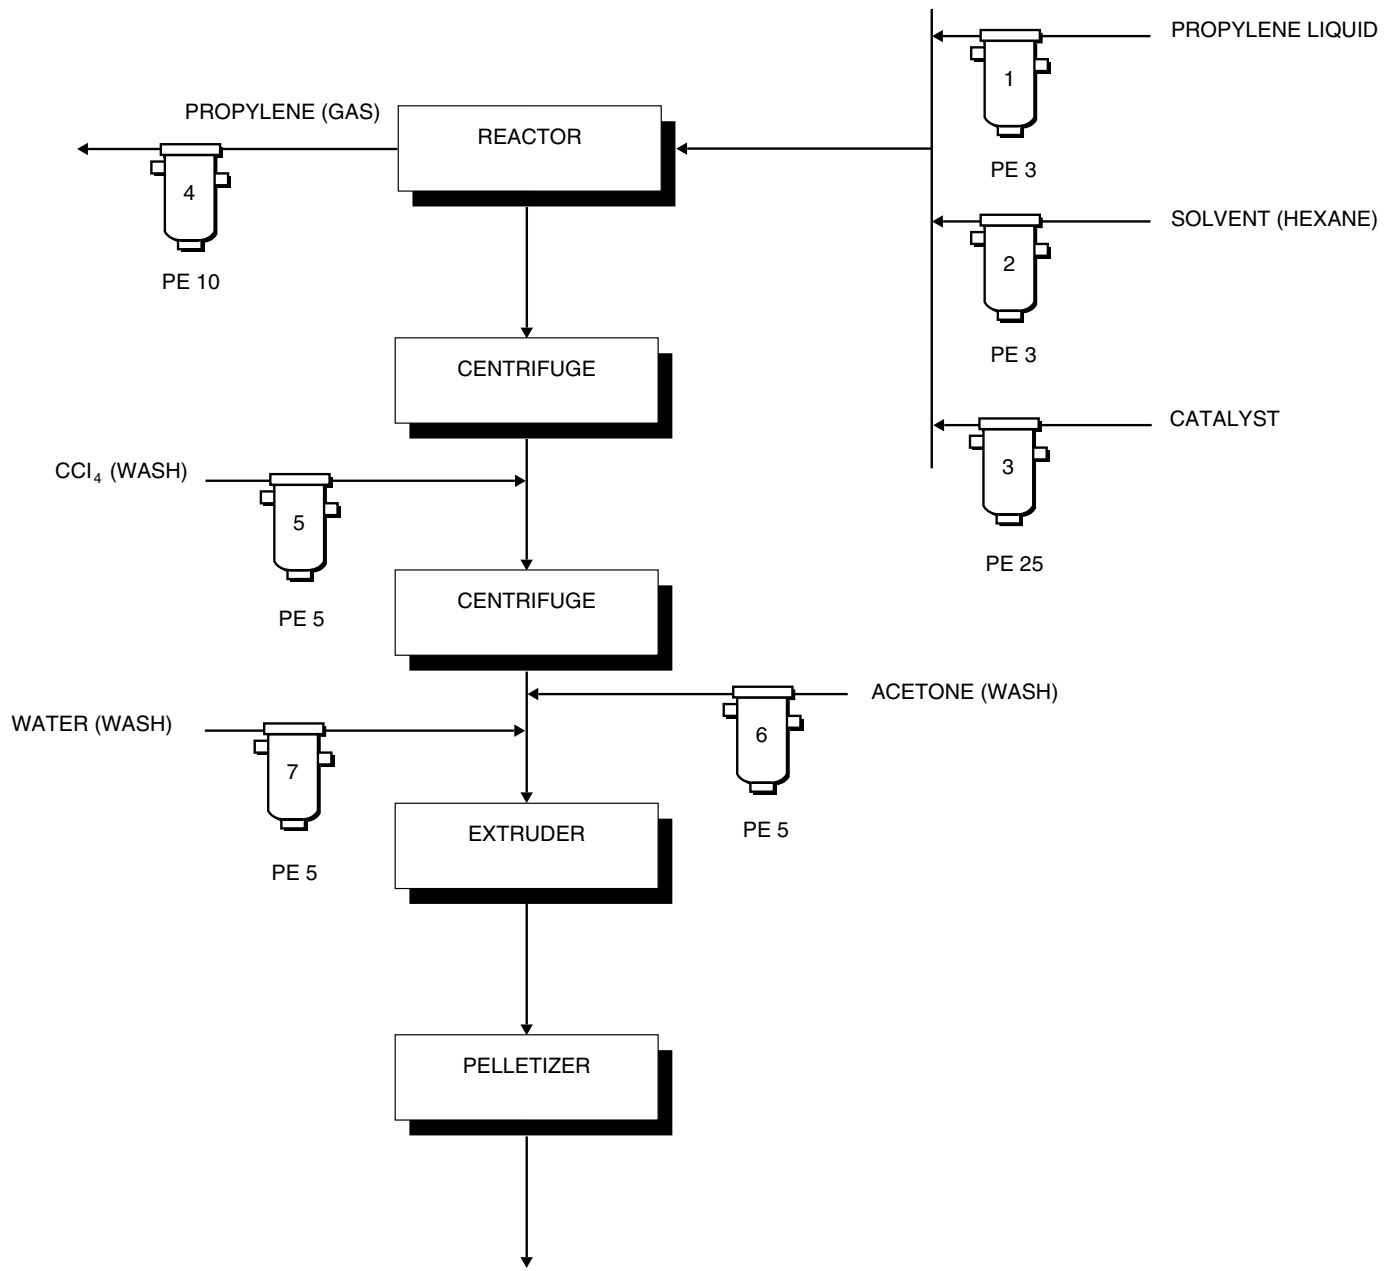 PROPYLENE LIQUID
1
PE 3
PROPYLENE (GAS)
REACTOR
4
PE 10
SOLVENT (HEXANE)
2
PE 3
CENTRIFUGE
CATALYST
3
PE 25
CCl₄ (WASH)
5
PE 5
CENTRIFUGE
ACETONE (WASH)
6
PE 5
WATER (WASH)
7
PE 5
EXTRUDER
PELLETIZER